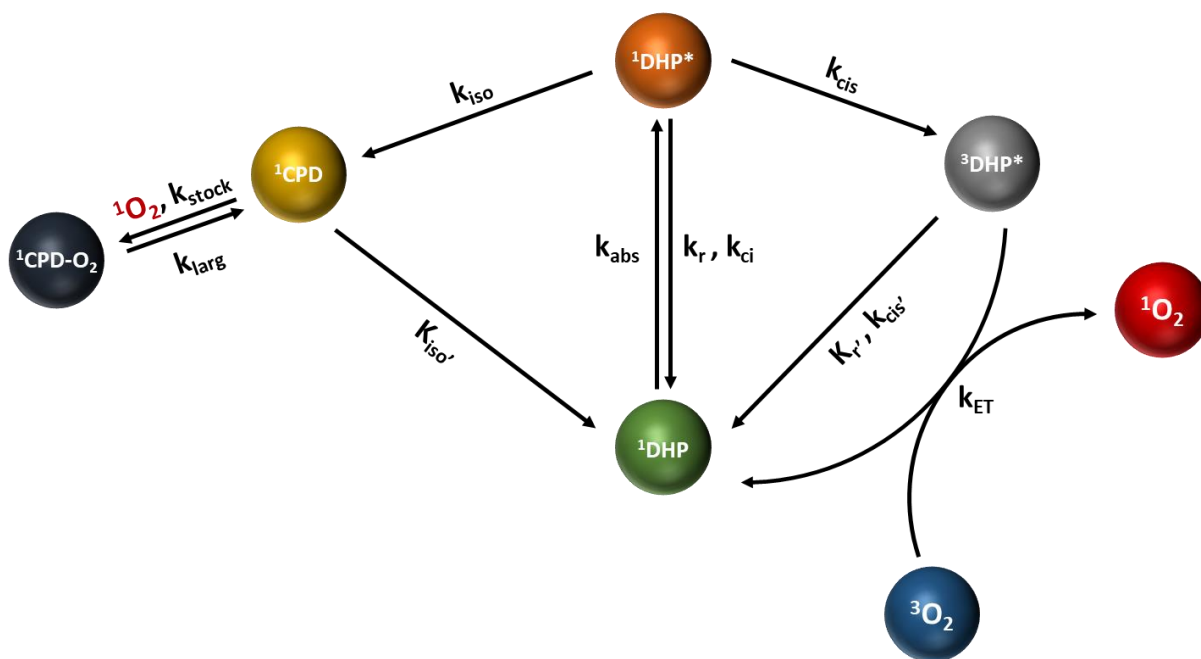 ¹DHP*
k_cis
k_iso
³DHP*
¹CPD
¹O₂, k_stock
¹CPD-O₂
k_larg
k_abs
k_r , k_ci
¹O₂
K_iso'
K_r' , k_cis'
k_ET
¹DHP
³O₂